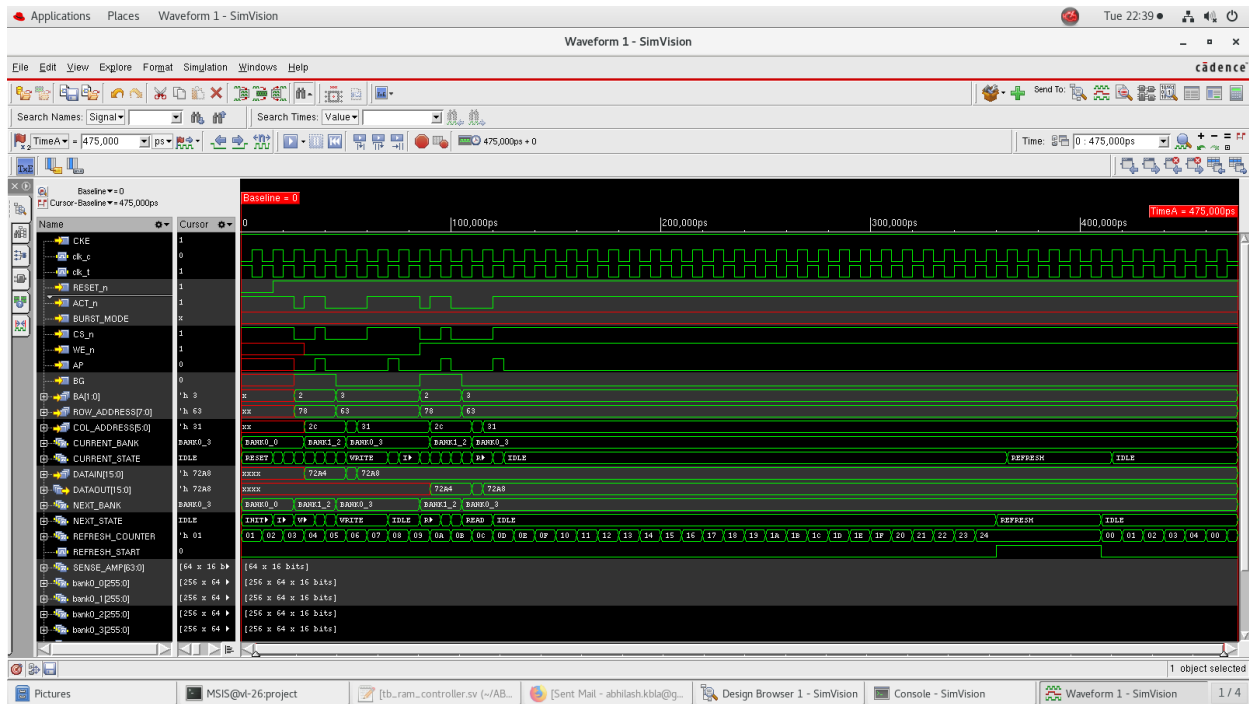 Applications Places Waveform 1 - SimVision Tue 22:39
Waveform 1 - SimVision
File Edit View Explore Format Simulation Windows Help cādence
Send To:
Search Names: Signal Search Times: Value
TimeA = 475,000 ps 475,000ps + 0 Time: 0 : 475,000ps
Baseline = 0
Cursor-Baseline = 475,000ps
Baseline = 0
TimeA = 475,000ps
Name Cursor 0 100,000ps 200,000ps 300,000ps 400,000ps
CKE 1
clk_c 0
clk_t 1
RESET_n 1
ACT_n 1
BURST_MODE x
CS_n 1
WE_n 1
AP 0
BG 0
BA[1:0] 'h 3 x 2 3 2 3
ROW_ADDRESS[7:0] 'h 63 xx 78 63 78 63
COL_ADDRESS[5:0] 'h 31 xx 2c 31 2c 31
CURRENT_BANK BANK0_3 BANK0_0 BANK1_2 BANK0_3 BANK1_2 BANK0_3
CURRENT_STATE IDLE RESET WRITE I R IDLE REFRESH IDLE
DATAIN[15:0] 'h 72A8 xxxx 72A4 72A8
DATAOUT[15:0] 'h 72A8 xxxx 72A4 72A8
NEXT_BANK BANK0_3 BANK0_0 BANK1_2 BANK0_3 BANK1_2 BANK0_3
NEXT_STATE IDLE INIT I W WRITE IDLE R READ IDLE REFRESH IDLE
REFRESH_COUNTER 'h 01 01 02 03 04 05 06 07 08 09 0A 0B 0C 0D 0E 0F 10 11 12 13 14 15 16 17 18 19 1A 1B 1C 1D 1E 1F 20 21 22 23 24 00 01 02 03 04 00
REFRESH_START 0
SENSE_AMP[63:0] [64 x 16 b [64 x 16 bits]
bank0_0[255:0] [256 x 64 [256 x 64 x 16 bits]
bank0_1[255:0] [256 x 64 [256 x 64 x 16 bits]
bank0_2[255:0] [256 x 64 [256 x 64 x 16 bits]
bank0_3[255:0] [256 x 64 [256 x 64 x 16 bits]
1 object selected
Pictures MSIS@vl-26:project [tb_ram_controller.sv (~/AB... [Sent Mail - abhilash.kbla@g... Design Browser 1 - SimVision Console - SimVision Waveform 1 - SimVision 1 / 4